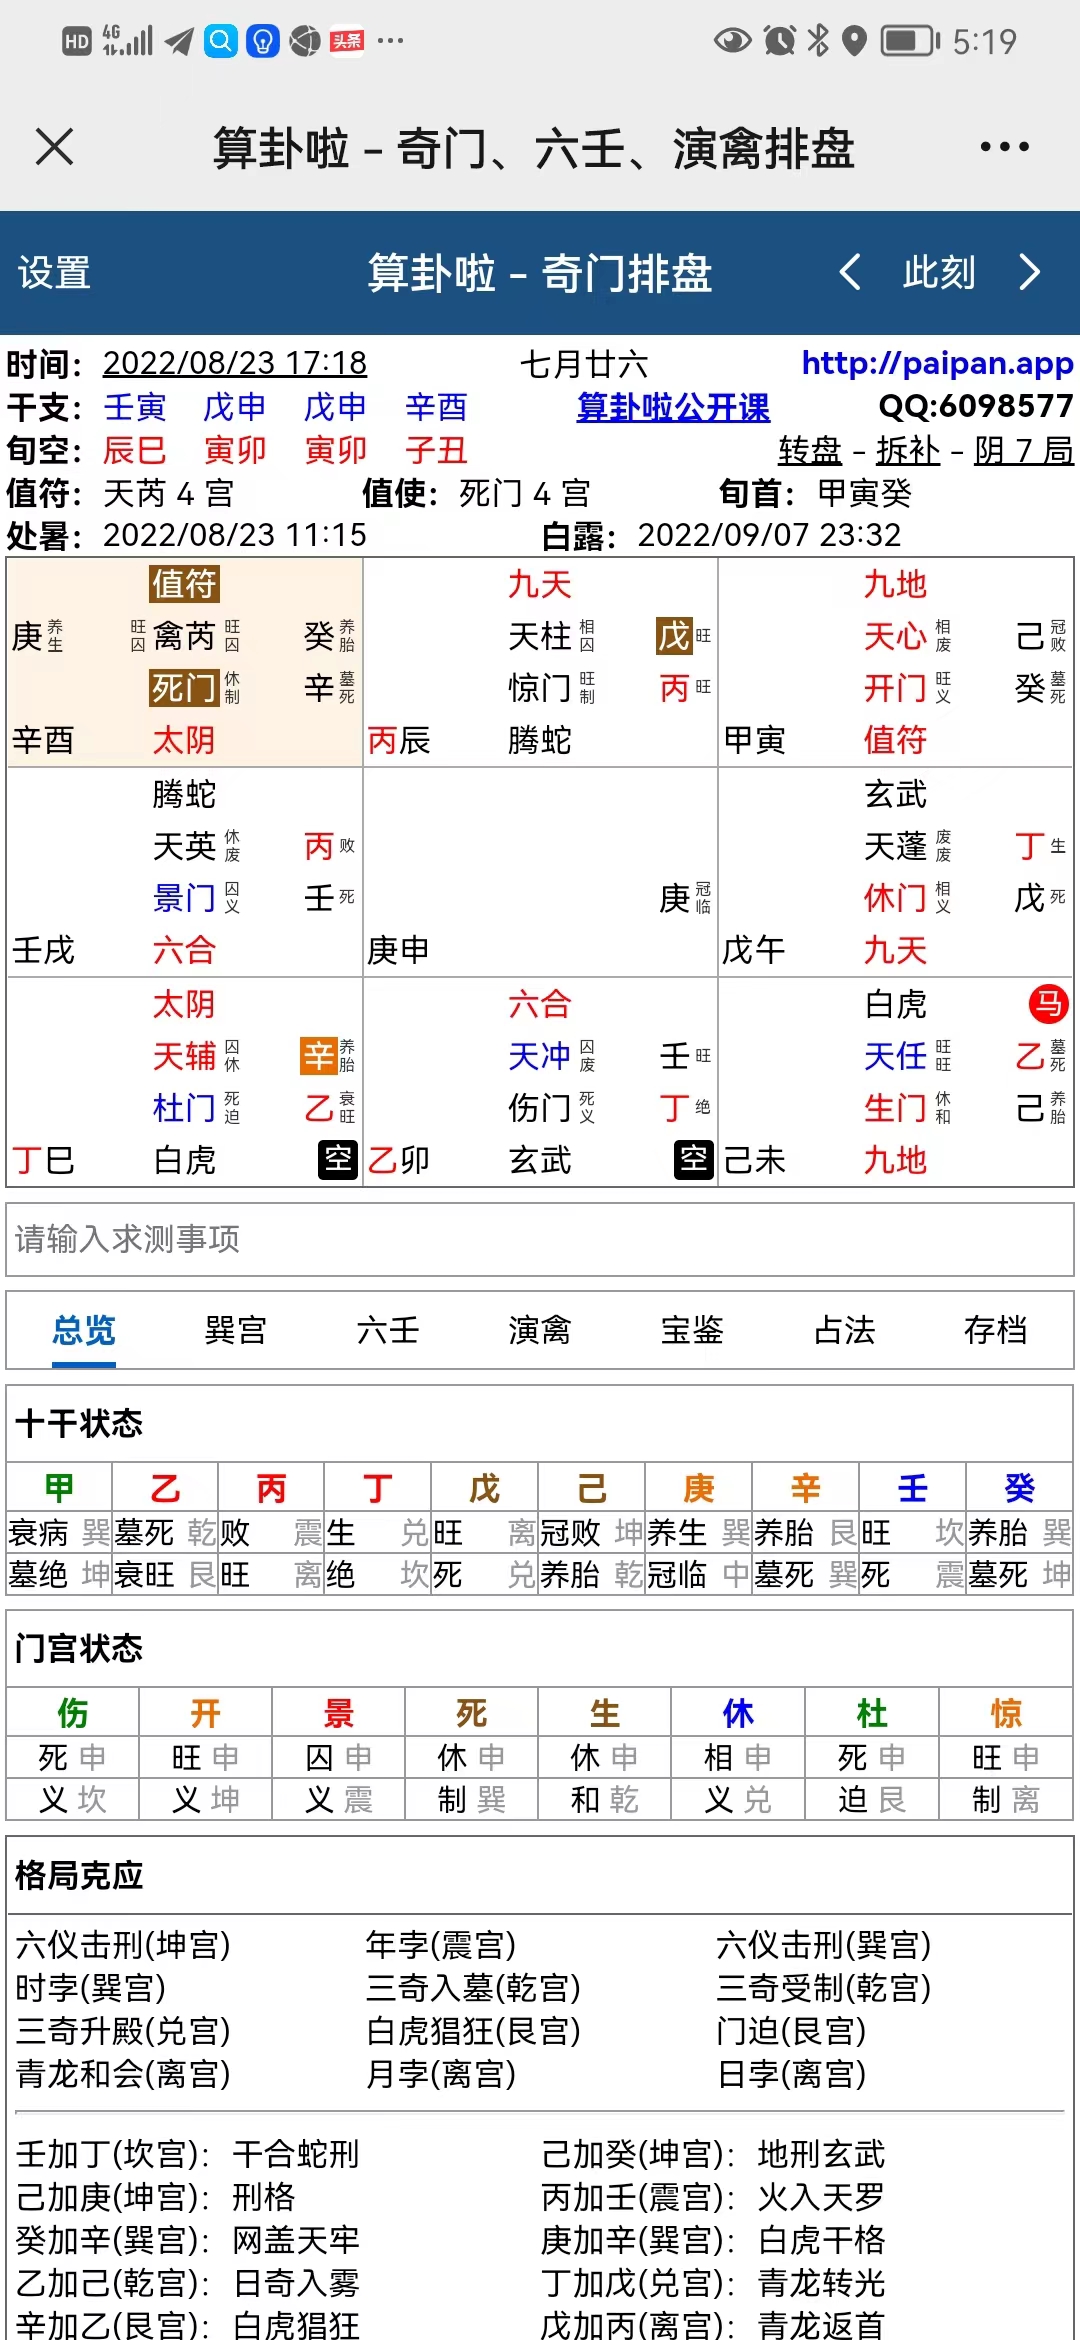 HD 4G 头条 ··· 5:19
算卦啦 – 奇门、六壬、演禽排盘
设置 算卦啦 – 奇门排盘 此刻
时间： 2022/08/23 17:18 七月廿六 http://paipan.app
干支： 壬寅 戊申 戊申 辛酉 算卦啦公开课 QQ:6098577
旬空： 辰巳 寅卯 寅卯 子丑 转盘 – 拆补 – 阴 7 局
值符： 天芮 4 宫 值使： 死门 4 宫 旬首： 甲寅癸
处暑： 2022/08/23 11:15 白露： 2022/09/07 23:32
值符
庚 养生 旺囚 禽芮 旺囚 癸 养胎
死门 休制 辛 墓死
辛酉 太阴
九天
天柱 相囚 戊 旺
惊门 旺制 丙 旺
丙辰 腾蛇
九地
天心 相废 己 冠败
开门 旺义 癸 墓死
甲寅 值符
腾蛇
天英 休废 丙 败
景门 囚义 壬 死
壬戌 六合
庚 冠临
庚申
玄武
天蓬 废废 丁 生
休门 相义 戊 死
戊午 九天
太阴
天辅 囚休 辛 养胎
杜门 死迫 乙 衰旺
丁巳 白虎 空
六合
天冲 囚废 壬 旺
伤门 死义 丁 绝
乙卯 玄武 空
白虎 马
天任 旺旺 乙 墓死
生门 休和 己 养胎
己未 九地
请输入求测事项
总览 巽宫 六壬 演禽 宝鉴 占法 存档
十干状态
甲 乙 丙 丁 戊 己 庚 辛 壬 癸
衰病 巽 墓死 乾 败 震 生 兑 旺 离 冠败 坤 养生 巽 养胎 艮 旺 坎 养胎 巽
墓绝 坤 衰旺 艮 旺 离 绝 坎 死 兑 养胎 乾 冠临 中 墓死 巽 死 震 墓死 坤
门宫状态
伤 开 景 死 生 休 杜 惊
死 申 旺 申 囚 申 休 申 休 申 相 申 死 申 旺 申
义 坎 义 坤 义 震 制 巽 和 乾 义 兑 迫 艮 制 离
格局克应
六仪击刑(坤宫) 年孛(震宫) 六仪击刑(巽宫)
时孛(巽宫) 三奇入墓(乾宫) 三奇受制(乾宫)
三奇升殿(兑宫) 白虎猖狂(艮宫) 门迫(艮宫)
青龙和会(离宫) 月孛(离宫) 日孛(离宫)
壬加丁(坎宫)： 干合蛇刑 己加癸(坤宫)： 地刑玄武
己加庚(坤宫)： 刑格 丙加壬(震宫)： 火入天罗
癸加辛(巽宫)： 网盖天牢 庚加辛(巽宫)： 白虎干格
乙加己(乾宫)： 日奇入雾 丁加戊(兑宫)： 青龙转光
辛加乙(艮宫)： 白虎猖狂 戊加丙(离宫)： 青龙返首